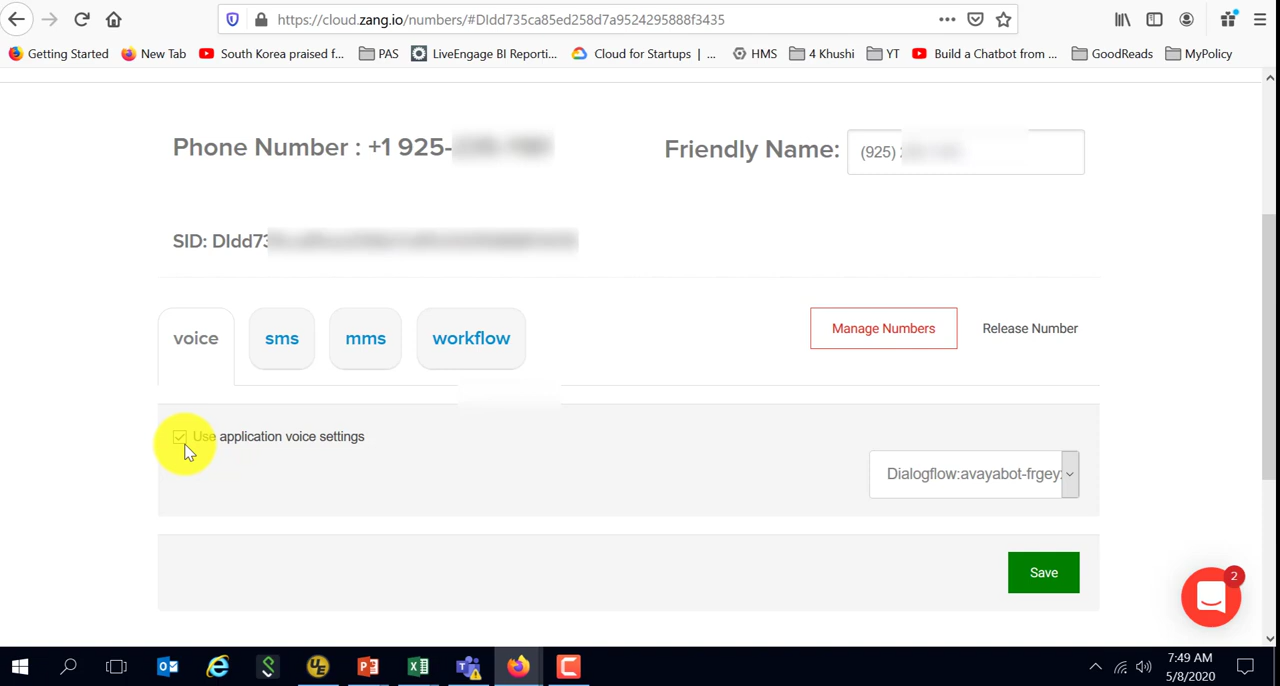 https://cloud.zang.io/numbers/#DIdd735ca85ed258d7a9524295888f3435
Getting Started
New Tab
South Korea praised f...
PAS
LiveEngage BI Reporti...
Cloud for Startups | ...
HMS
4 Khushi
YT
Build a Chatbot from ...
GoodReads
MyPolicy
Phone Number : +1 925-
Friendly Name:
(925)
SID: DIdd73
voice
sms
mms
workflow
Manage Numbers
Release Number
Use application voice settings
Dialogflow:avayabot-frgey
Save
2
7:49 AM
5/8/2020